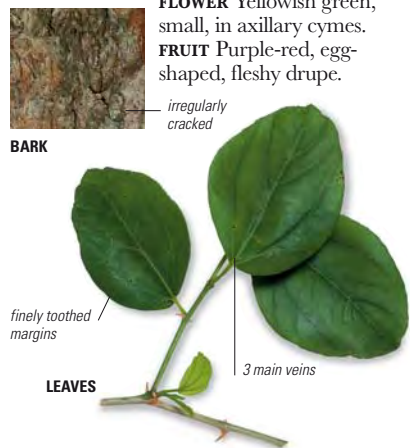 FLOWER Yellowish green,
small, in axillary cymes.
FRUIT Purple-red, egg-
shaped, fleshy drupe.
irregularly
cracked
BARK
finely toothed
margins
3 main veins
LEAVES